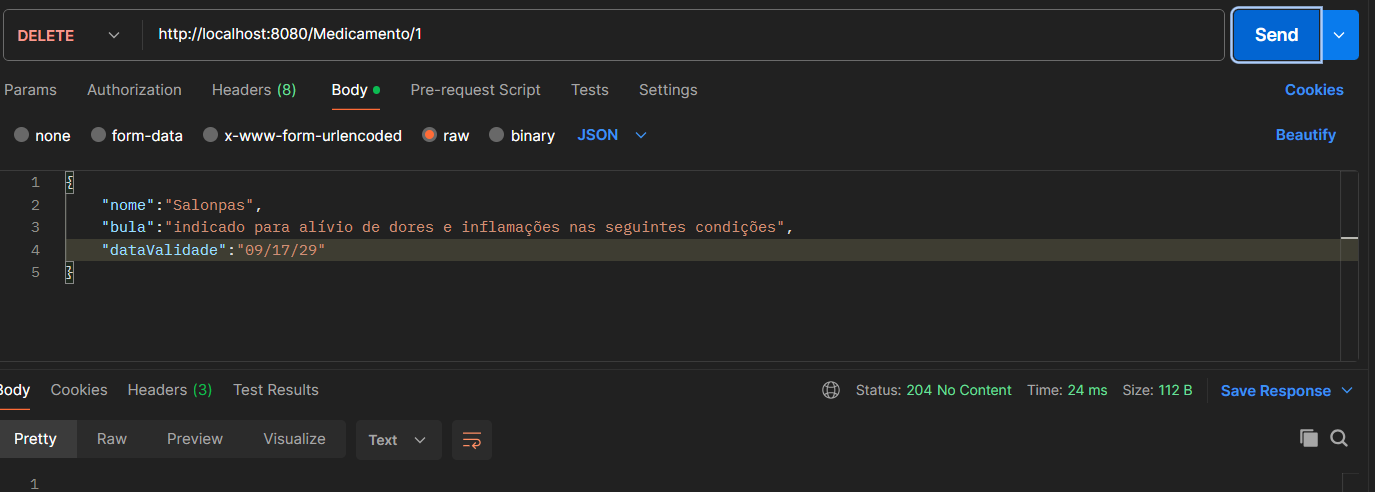 DELETE http://localhost:8080/Medicamento/1 Send
Params Authorization Headers (8) Body Pre-request Script Tests Settings Cookies
none form-data x-www-form-urlencoded raw binary JSON Beautify
1 {
2 "nome":"Salonpas",
3 "bula":"indicado para alívio de dores e inflamações nas seguintes condições",
4 "dataValidade":"09/17/29"
5 }
Body Cookies Headers (3) Test Results Status: 204 No Content Time: 24 ms Size: 112 B Save Response
Pretty Raw Preview Visualize Text
1